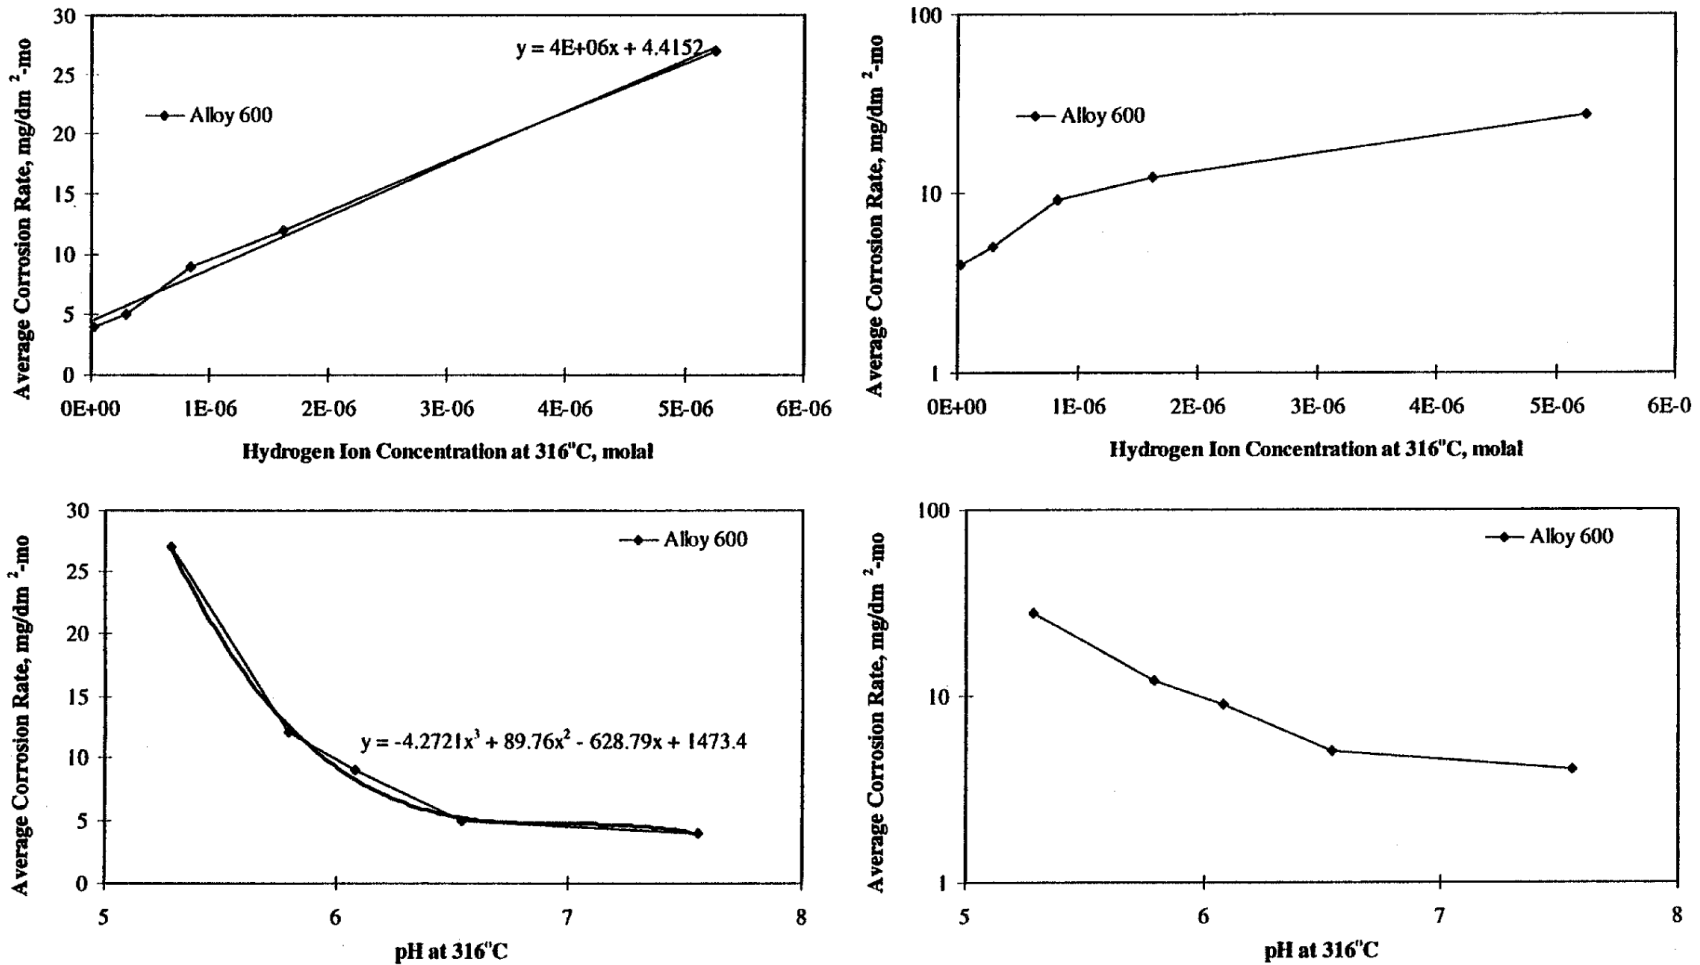 30
25
20
15
10
5
0
Average Corrosion Rate, mg/dm ²-mo
y = 4E+06x + 4.4152
Alloy 600
0E+00 1E-06 2E-06 3E-06 4E-06 5E-06 6E-06
Hydrogen Ion Concentration at 316°C, molal
100
10
1
Average Corrosion Rate, mg/dm ²-mo
Alloy 600
0E+00 1E-06 2E-06 3E-06 4E-06 5E-06 6E-0
Hydrogen Ion Concentration at 316°C, molal
30
25
20
15
10
5
0
Average Corrosion Rate, mg/dm ²-mo
Alloy 600
y = -4.2721x³ + 89.76x² - 628.79x + 1473.4
5 6 7 8
pH at 316°C
100
10
1
Average Corrosion Rate, mg/dm ²-mo
Alloy 600
5 6 7 8
pH at 316°C